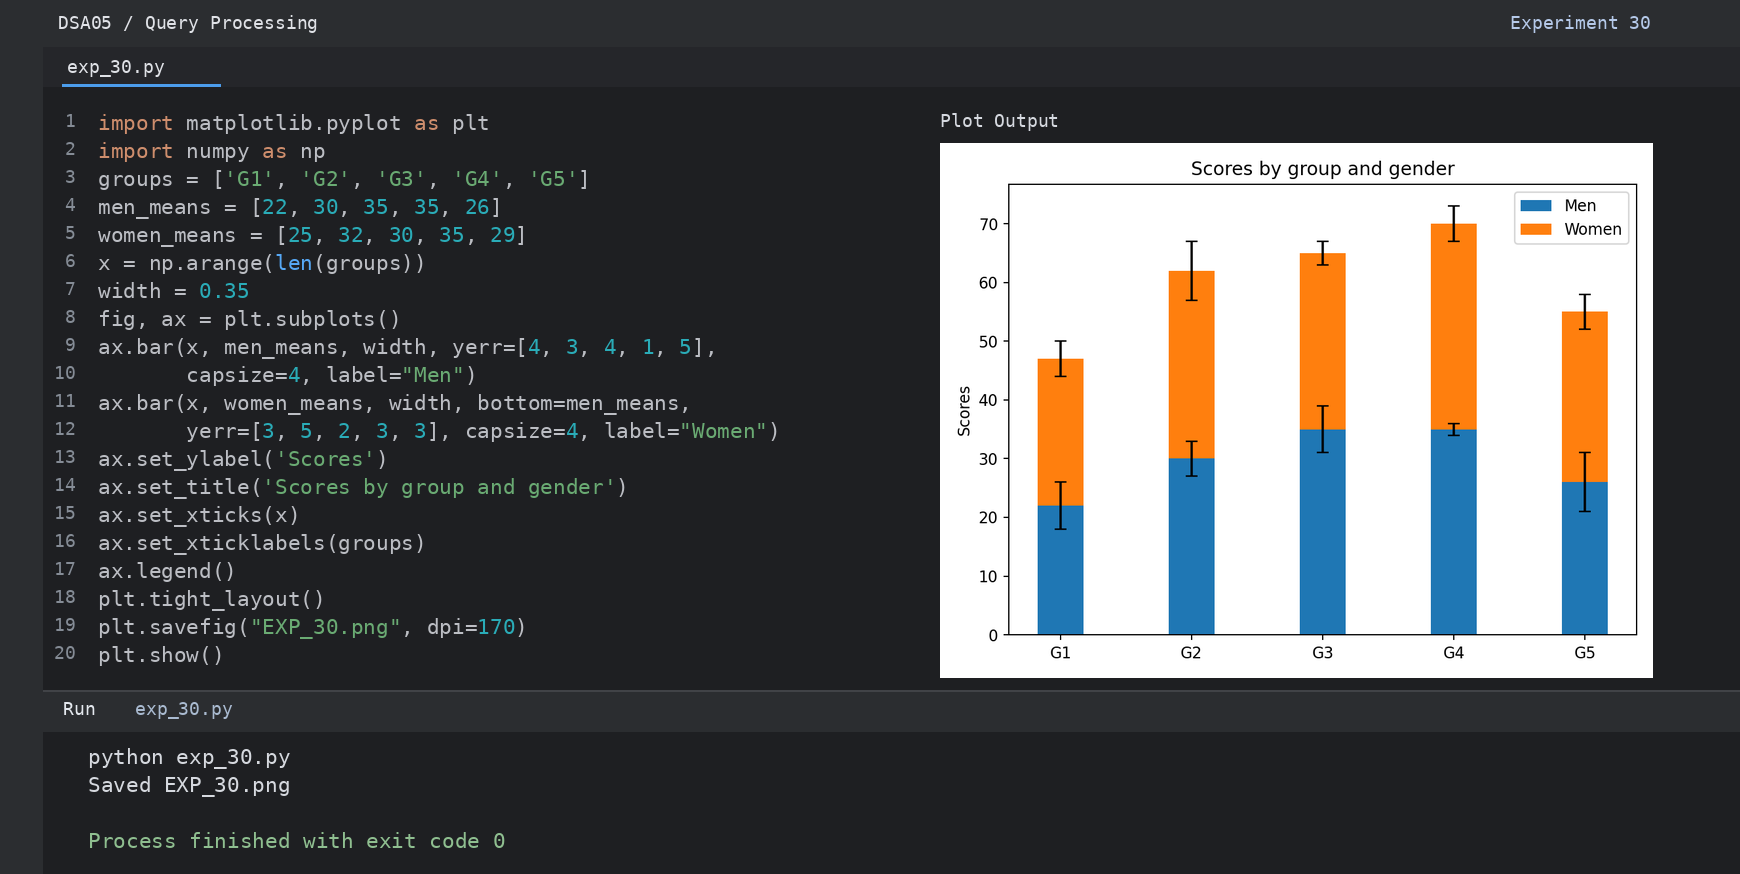 DSA05 / Query Processing
Experiment 30
exp_30.py
1 import matplotlib.pyplot as plt
2 import numpy as np
3 groups = ['G1', 'G2', 'G3', 'G4', 'G5']
4 men_means = [22, 30, 35, 35, 26]
5 women_means = [25, 32, 30, 35, 29]
6 x = np.arange(len(groups))
7 width = 0.35
8 fig, ax = plt.subplots()
9 ax.bar(x, men_means, width, yerr=[4, 3, 4, 1, 5],
10        capsize=4, label="Men")
11 ax.bar(x, women_means, width, bottom=men_means,
12        yerr=[3, 5, 2, 3, 3], capsize=4, label="Women")
13 ax.set_ylabel('Scores')
14 ax.set_title('Scores by group and gender')
15 ax.set_xticks(x)
16 ax.set_xticklabels(groups)
17 ax.legend()
18 plt.tight_layout()
19 plt.savefig("EXP_30.png", dpi=170)
20 plt.show()
Plot Output
Scores by group and gender
Men
Women
70
60
50
40
30
20
10
0
Scores
G1 G2 G3 G4 G5
Run exp_30.py
python exp_30.py
Saved EXP_30.png
Process finished with exit code 0